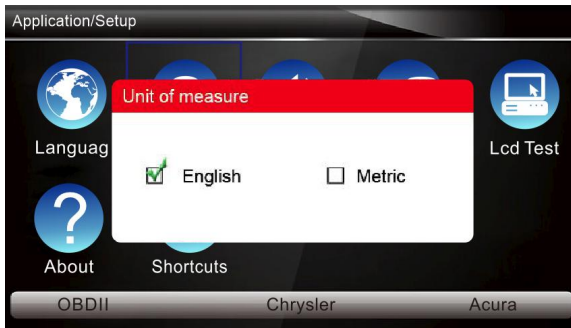 Application/Setup
Unit of measure
Languag
Lcd Test
English
Metric
?
About
Shortcuts
OBDII
Chrysler
Acura